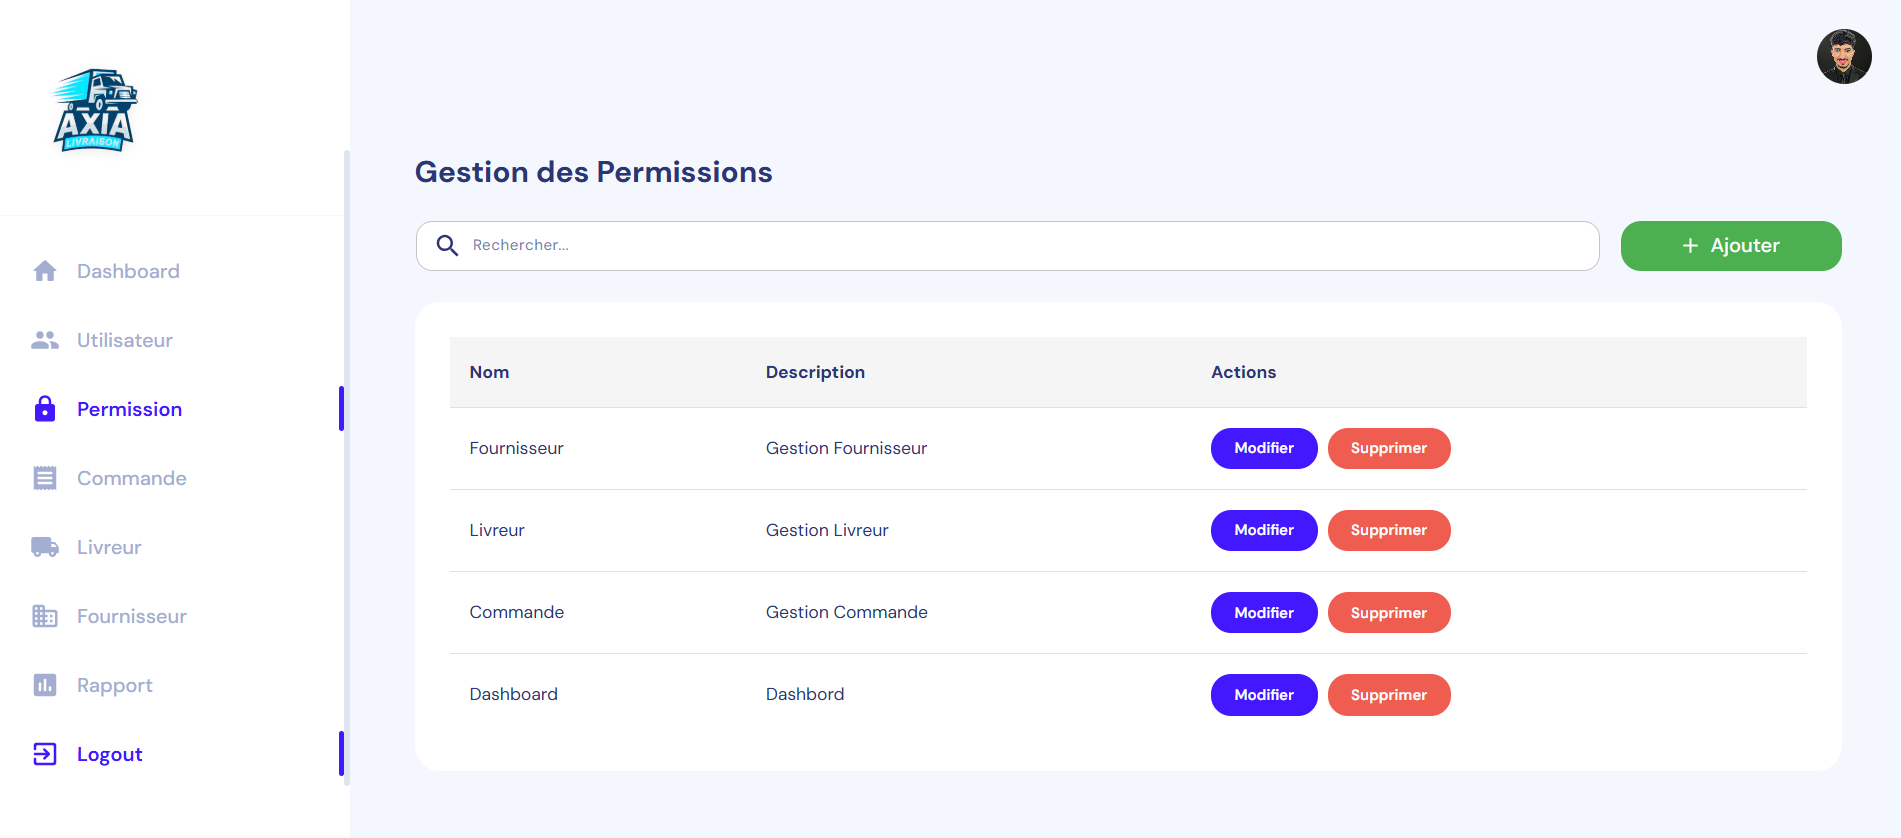 AXIA
LIVRAISON
Dashboard
Utilisateur
Permission
Commande
Livreur
Fournisseur
Rapport
Logout
Gestion des Permissions
Rechercher...
+ Ajouter
Nom Description Actions
Fournisseur Gestion Fournisseur Modifier Supprimer
Livreur Gestion Livreur Modifier Supprimer
Commande Gestion Commande Modifier Supprimer
Dashboard Dashbord Modifier Supprimer